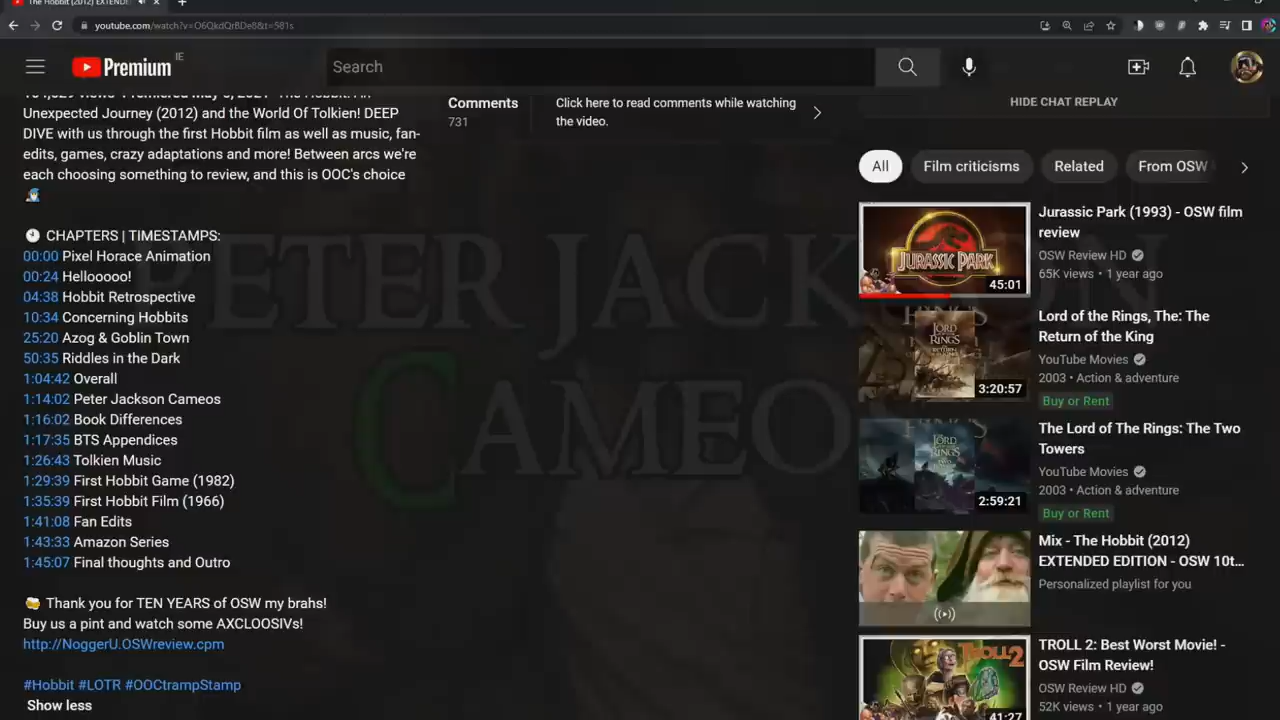 The Hobbit (2012) EXTENDE
youtube.com/watch?v=O6QkdQrBDe8&t=581s
Premium
IE
Search
Unexpected Journey (2012) and the World Of Tolkien! DEEP
DIVE with us through the first Hobbit film as well as music, fan-
edits, games, crazy adaptations and more! Between arcs we're
each choosing something to review, and this is OOC's choice
CHAPTERS | TIMESTAMPS:
00:00 Pixel Horace Animation
00:24 Hellooooo!
04:38 Hobbit Retrospective
10:34 Concerning Hobbits
25:20 Azog & Goblin Town
50:35 Riddles in the Dark
1:04:42 Overall
1:14:02 Peter Jackson Cameos
1:16:02 Book Differences
1:17:35 BTS Appendices
1:26:43 Tolkien Music
1:29:39 First Hobbit Game (1982)
1:35:39 First Hobbit Film (1966)
1:41:08 Fan Edits
1:43:33 Amazon Series
1:45:07 Final thoughts and Outro
Thank you for TEN YEARS of OSW my brahs!
Buy us a pint and watch some AXCLOOSIVs!
http://NoggerU.OSWreview.cpm
#Hobbit #LOTR #OOCtrampStamp
Show less
Comments
731
Click here to read comments while watching
the video.
PETER JACKSON
CAMEO
HIDE CHAT REPLAY
All
Film criticisms
Related
From OSW
JURASSIC PARK
45:01
Jurassic Park (1993) - OSW film
review
OSW Review HD
65K views • 1 year ago
3:20:57
Lord of the Rings, The: The
Return of the King
YouTube Movies
2003 • Action & adventure
Buy or Rent
2:59:21
The Lord of The Rings: The Two
Towers
YouTube Movies
2003 • Action & adventure
Buy or Rent
Mix - The Hobbit (2012)
EXTENDED EDITION - OSW 10t...
Personalized playlist for you
TROLL 2
41:27
TROLL 2: Best Worst Movie! -
OSW Film Review!
OSW Review HD
52K views • 1 year ago